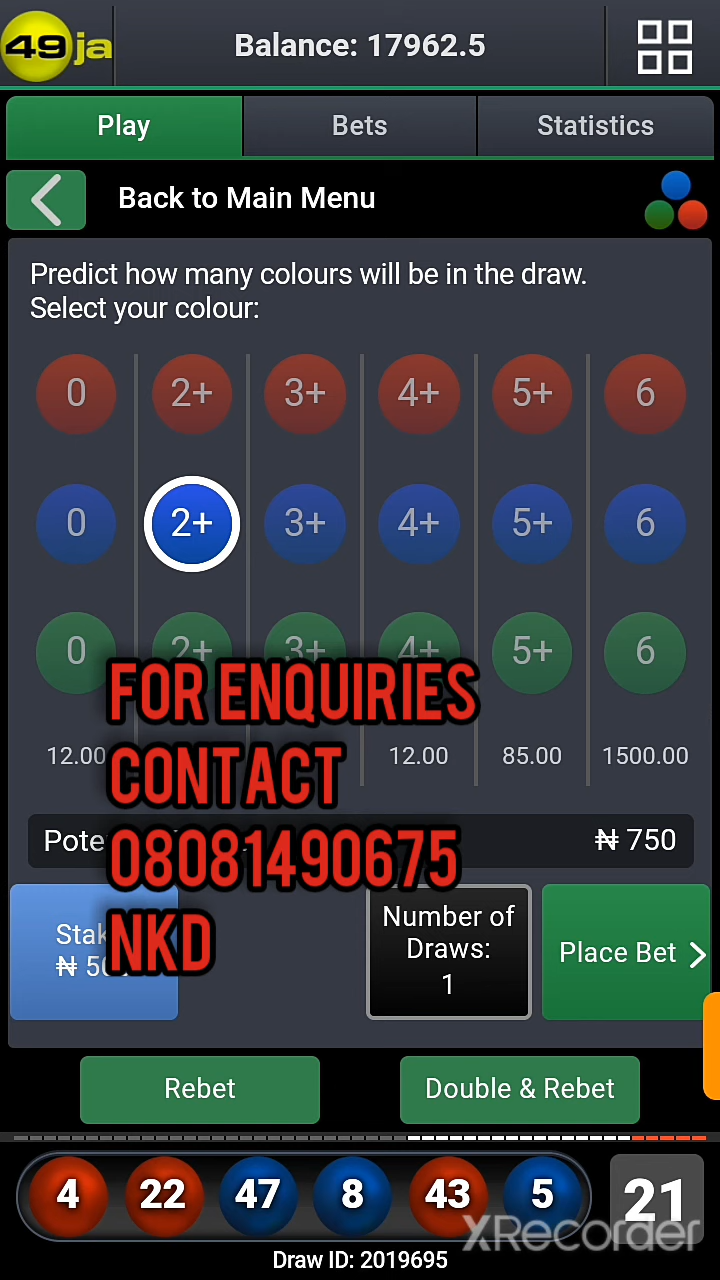 49ja
Balance: 17962.5
Play Bets Statistics
Back to Main Menu
Predict how many colours will be in the draw.
Select your colour:
0 2+ 3+ 4+ 5+ 6
0 2+ 3+ 4+ 5+ 6
0 2+ 3+ 4+ 5+ 6
FOR ENQUIRIES
12.00 12.00 85.00 1500.00
CONTACT
₦ 750
08081490675
Number of
Draws:
1
Place Bet
NKD
Rebet Double & Rebet
4 22 47 8 43 5 21
XRecorder
Draw ID: 2019695